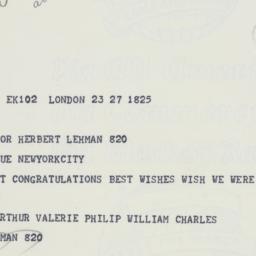 EK102 LONDON 23 27 1825
OR HERBERT LEHMAN 820
UE NEWYORKCITY
T CONGRATULATIONS BEST WISHES WISH WE WERE
RTHUR VALERIE PHILIP WILLIAM CHARLES
MAN 820